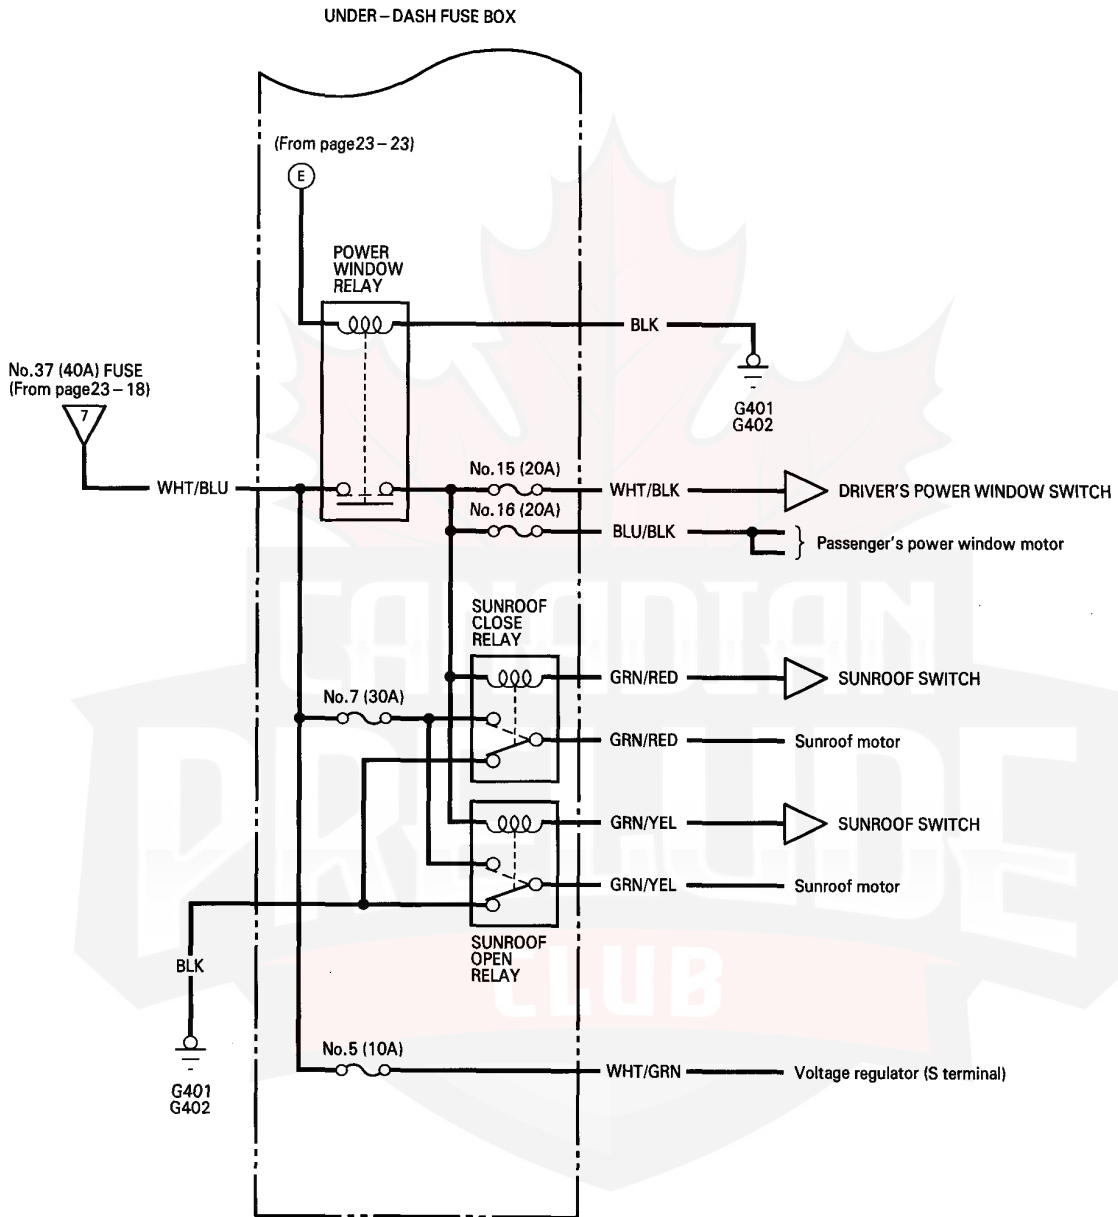 UNDER–DASH FUSE BOX
(From page23–23)
E
POWER
WINDOW
RELAY
BLK
No.37 (40A) FUSE
(From page23–18)
7
G401
G402
No.15 (20A)
WHT/BLU
WHT/BLK
DRIVER'S POWER WINDOW SWITCH
No.16 (20A)
BLU/BLK
Passenger's power window motor
CANADIAN
SUNROOF
CLOSE
RELAY
GRN/RED
SUNROOF SWITCH
No.7 (30A)
GRN/RED
Sunroof motor
PRELUDE
GRN/YEL
SUNROOF SWITCH
GRN/YEL
Sunroof motor
SUNROOF
OPEN
RELAY
BLK
CLUB
No.5 (10A)
WHT/GRN
Voltage regulator (S terminal)
G401
G402